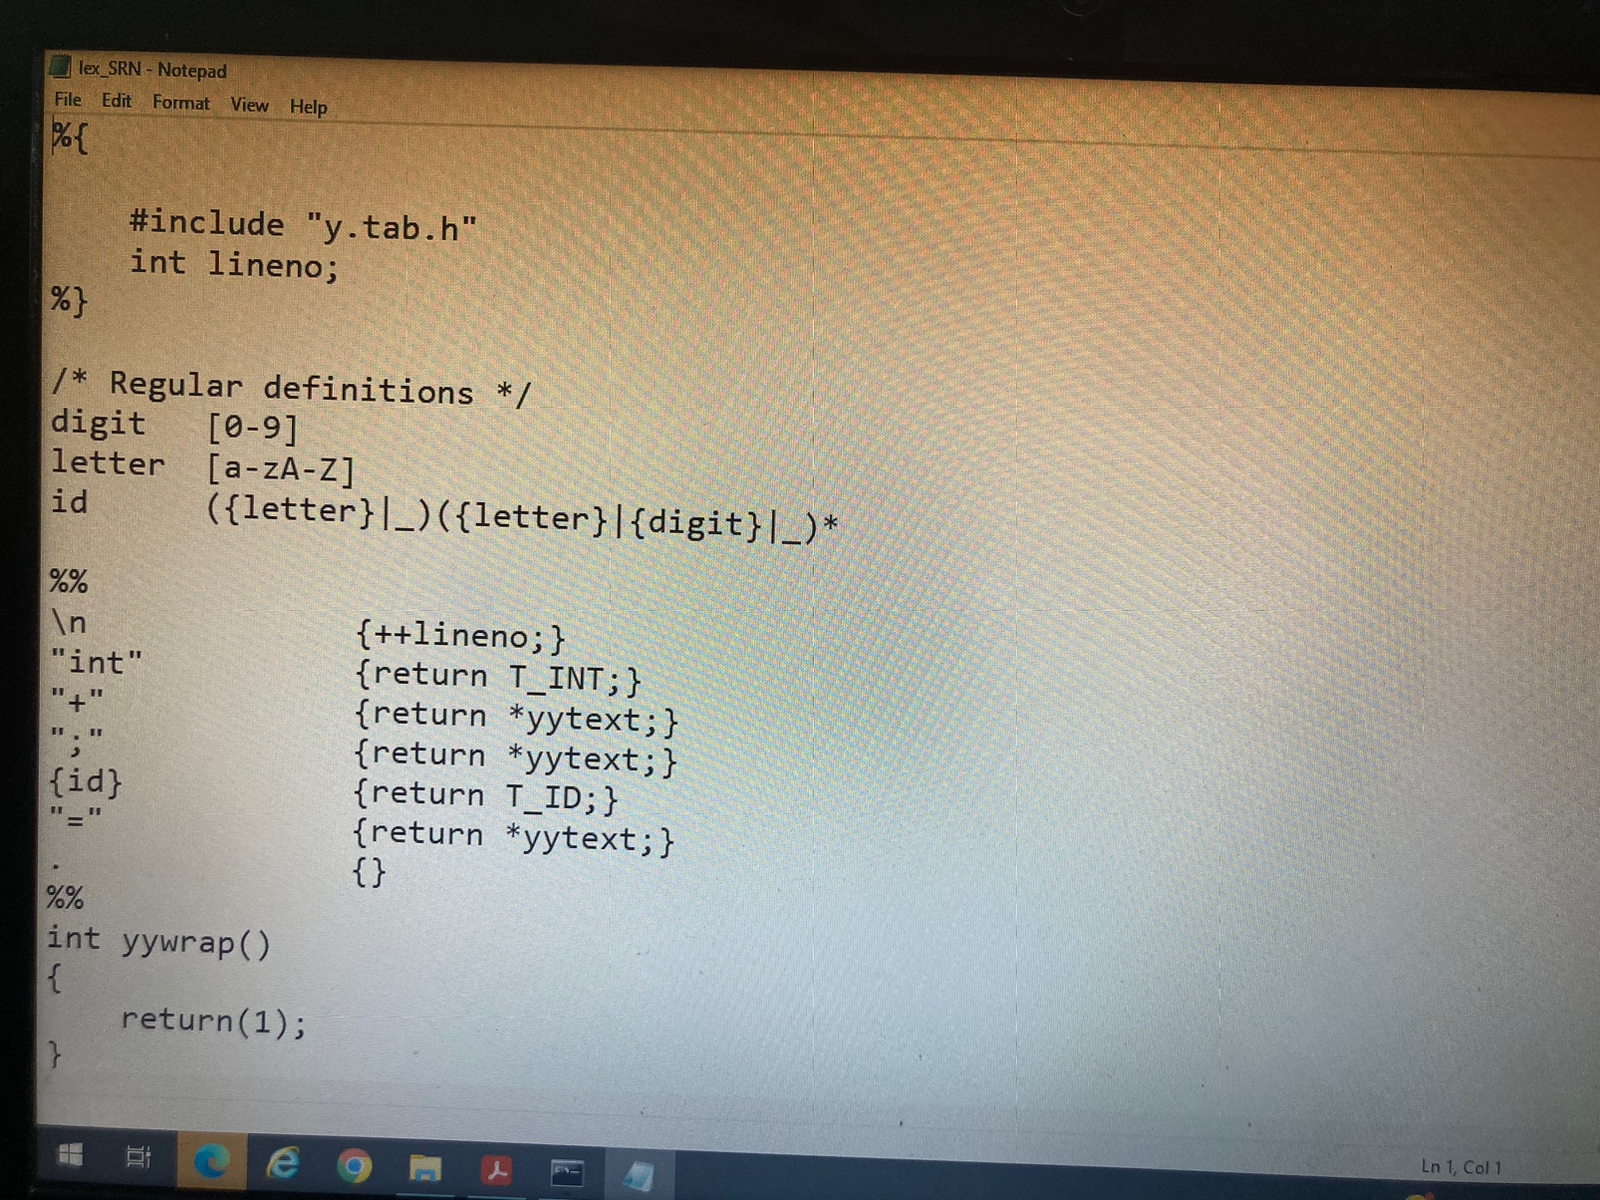 lex_SRN - Notepad
File Edit Format View Help
%{
#include "y.tab.h"
int lineno;
%}
/* Regular definitions */
digit [0-9]
letter [a-zA-Z]
id ({letter}|_)({letter}|{digit}|_)*
%%
\n {++lineno;}
"int" {return T_INT;}
"+" {return *yytext;}
";" {return *yytext;}
{id} {return T_ID;}
"=" {return *yytext;}
. {}
%%
int yywrap()
{
return(1);
}
Ln 1, Col 1